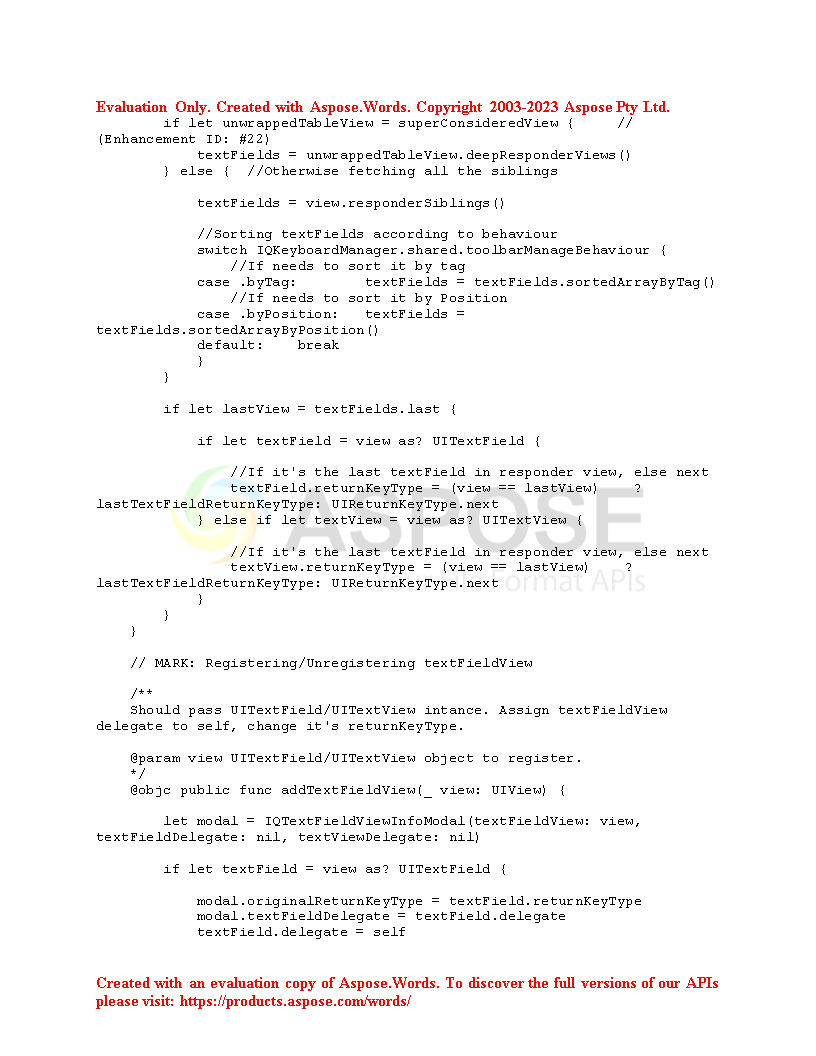 Evaluation Only. Created with Aspose.Words. Copyright 2003-2023 Aspose Pty Ltd.
        if let unwrappedTableView = superConsideredView {     //
(Enhancement ID: #22)
            textFields = unwrappedTableView.deepResponderViews()
        } else {  //Otherwise fetching all the siblings
            textFields = view.responderSiblings()
            //Sorting textFields according to behaviour
            switch IQKeyboardManager.shared.toolbarManageBehaviour {
                //If needs to sort it by tag
            case .byTag:        textFields = textFields.sortedArrayByTag()
                //If needs to sort it by Position
            case .byPosition:   textFields =
textFields.sortedArrayByPosition()
            default:    break
            }
        }
        if let lastView = textFields.last {
            if let textField = view as? UITextField {
                //If it's the last textField in responder view, else next
                textField.returnKeyType = (view == lastView)    ?
lastTextFieldReturnKeyType: UIReturnKeyType.next
            } else if let textView = view as? UITextView {
                //If it's the last textField in responder view, else next
                textView.returnKeyType = (view == lastView)    ?
lastTextFieldReturnKeyType: UIReturnKeyType.next
            }
        }
    }
    // MARK: Registering/Unregistering textFieldView
    /**
    Should pass UITextField/UITextView intance. Assign textFieldView
delegate to self, change it's returnKeyType.
    @param view UITextField/UITextView object to register.
    */
    @objc public func addTextFieldView(_ view: UIView) {
        let modal = IQTextFieldViewInfoModal(textFieldView: view,
textFieldDelegate: nil, textViewDelegate: nil)
        if let textField = view as? UITextField {
            modal.originalReturnKeyType = textField.returnKeyType
            modal.textFieldDelegate = textField.delegate
            textField.delegate = self
Created with an evaluation copy of Aspose.Words. To discover the full versions of our APIs
please visit: https://products.aspose.com/words/
ASPOSE
Format APIs